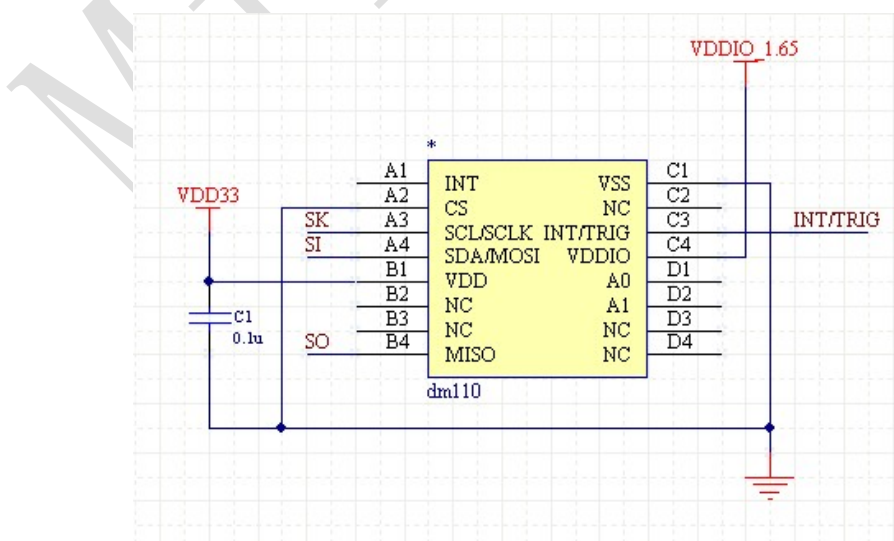 VDDIO_1.65
*
A1 INT VSS C1
VDD33 A2 CS NC C2
SK A3 SCL/SCLK INT/TRIG C3 INT/TRIG
SI A4 SDA/MOSI VDDIO C4
B1 VDD A0 D1
B2 NC A1 D2
C1 B3 NC NC D3
0.1u SO B4 MISO NC D4
dm110